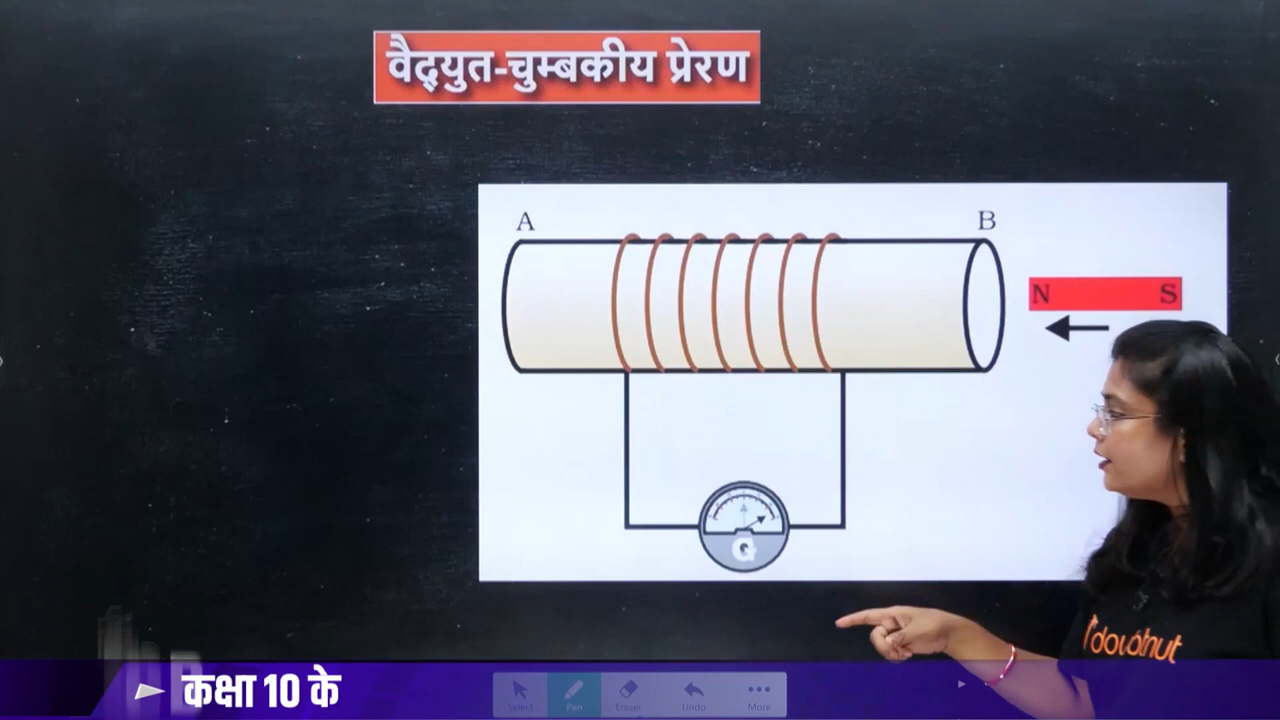 वैद्युत-चुम्बकीय प्रेरण
A
B
N
S
G
doubtnut
कक्षा 10 के
Select
Pen
Eraser
Undo
More